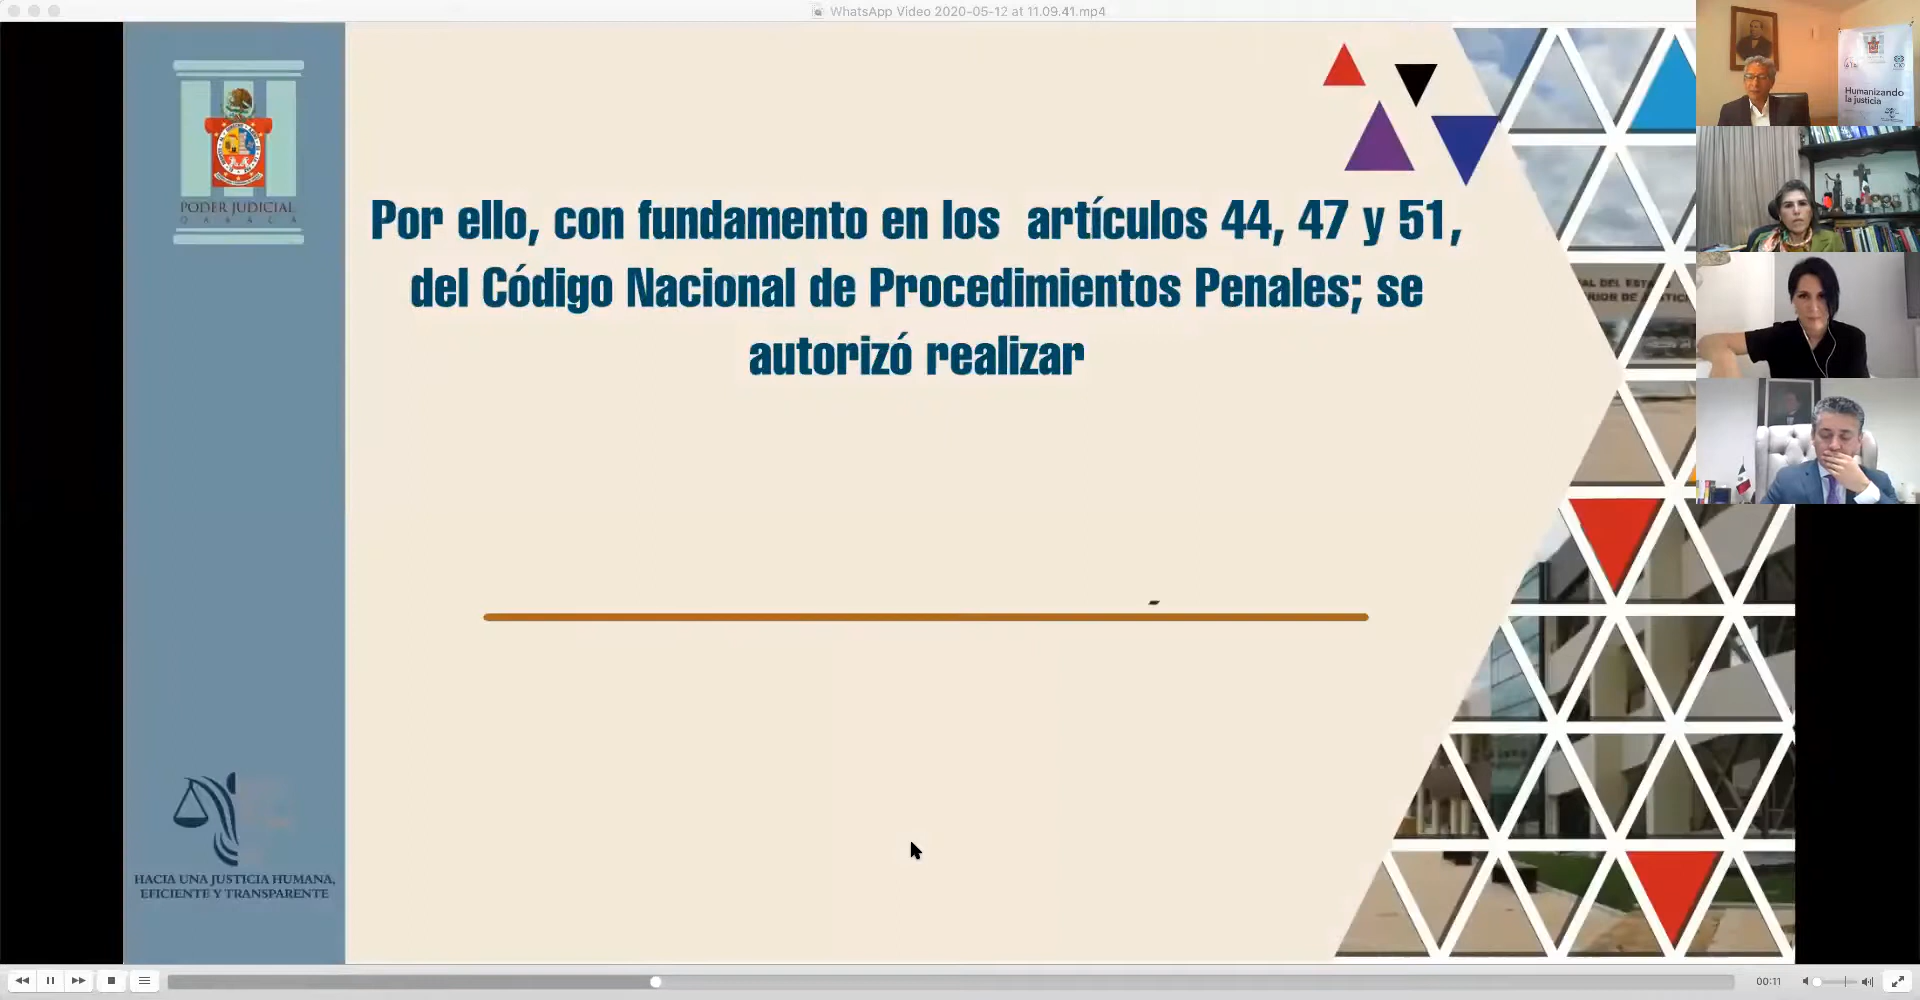 WhatsApp Video 2020-05-12 at 11.09.41.mp4
PODER JUDICIAL
OAXACA
Por ello, con fundamento en los artículos 44, 47 y 51,
del Código Nacional de Procedimientos Penales; se
autorizó realizar
HACIA UNA JUSTICIA HUMANA,
EFICIENTE Y TRANSPARENTE
Humanizando
la justicia
00:11